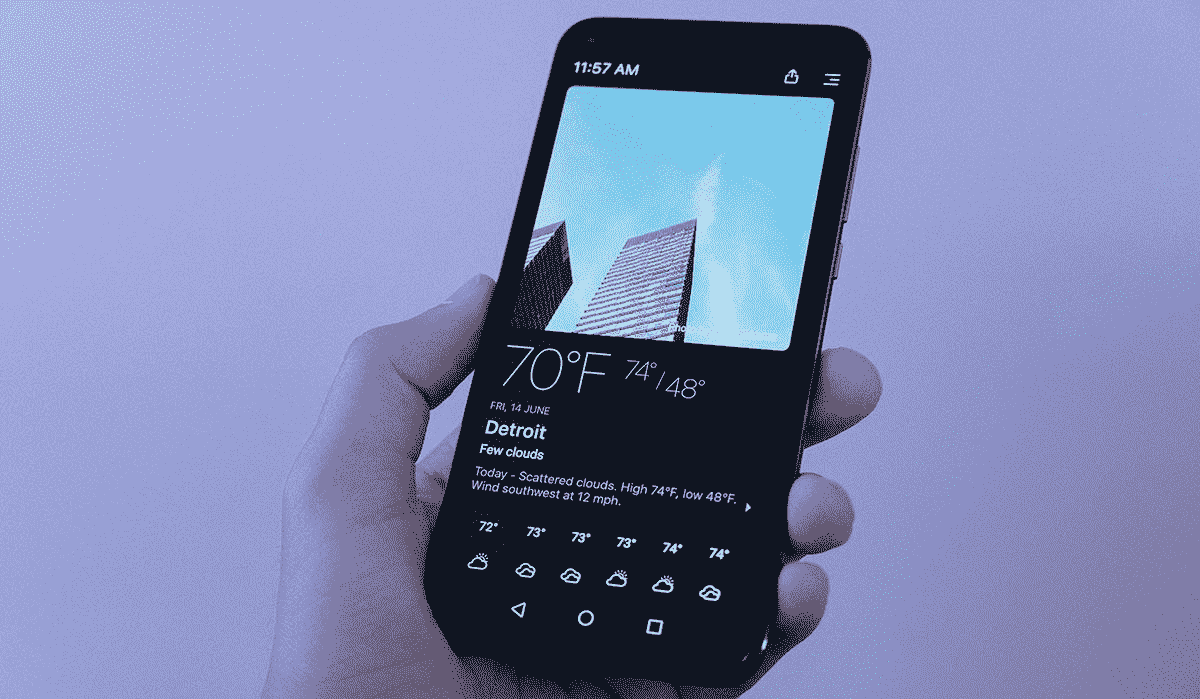 11:57 AM
70°F 74°/48°
FRI, 14 JUNE
Detroit
Few clouds
Today - Scattered clouds. High 74°F, low 48°F.
Wind southwest at 12 mph.
72° 73° 73° 73° 74° 74°